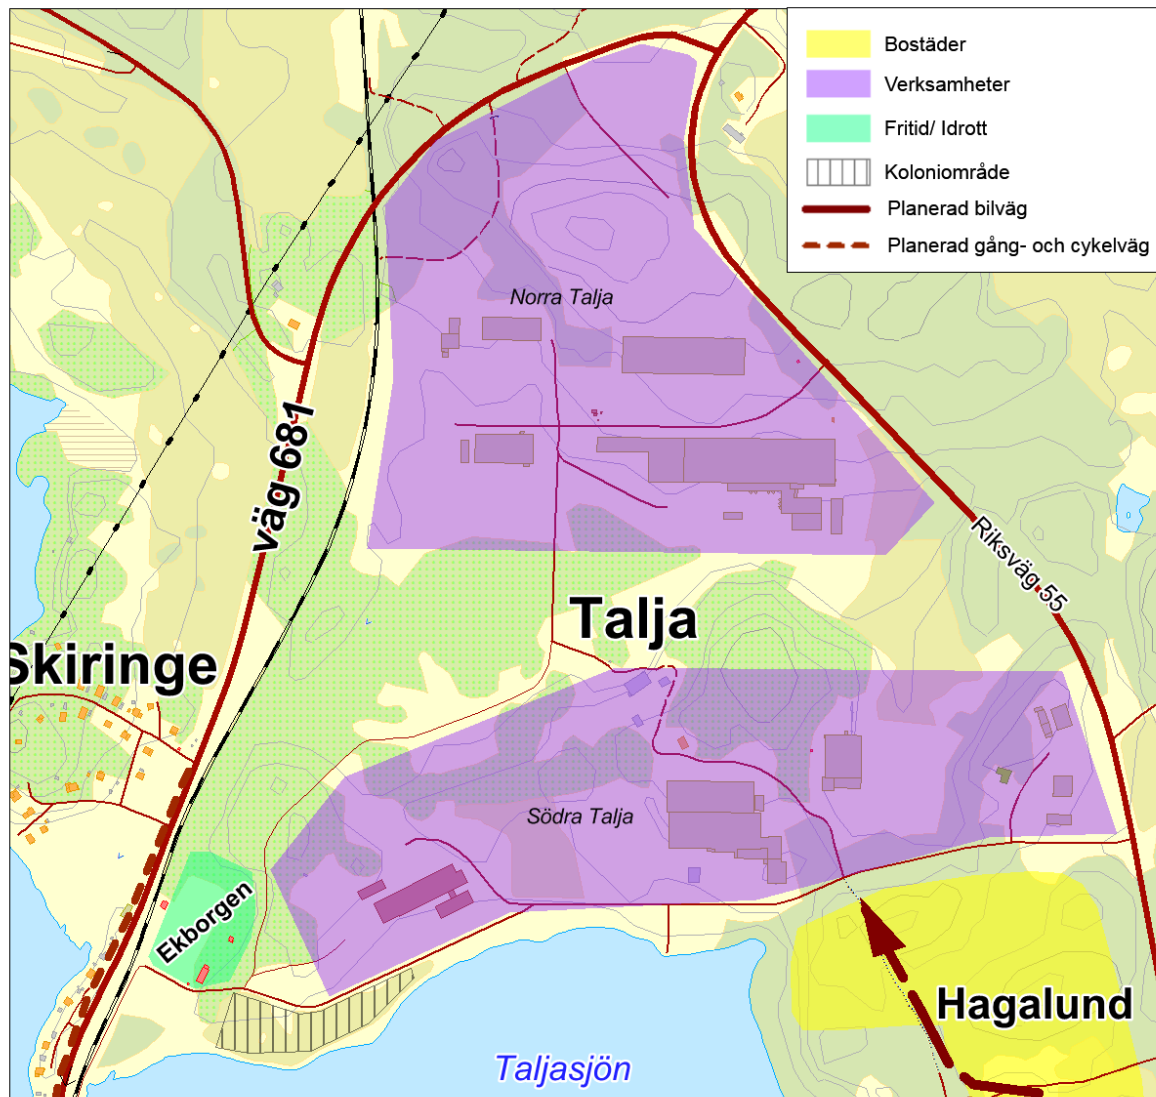 Bostäder
Verksamheter
Fritid/ Idrott
Koloniområde
Planerad bilväg
Planerad gång- och cykelväg
Norra Talja
väg 681
Riksväg 55
Talja
Skiringe
Södra Talja
Ekborgen
Hagalund
Taljasjön